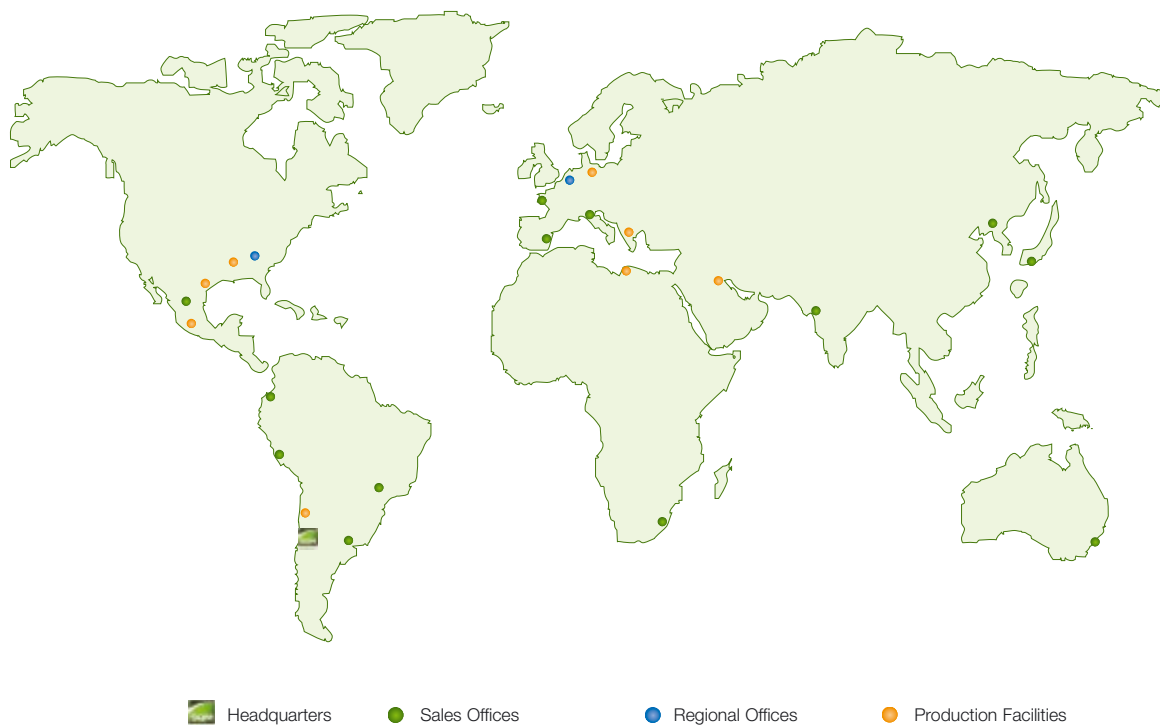 Headquarters
Sales Offices
Regional Offices
Production Facilities